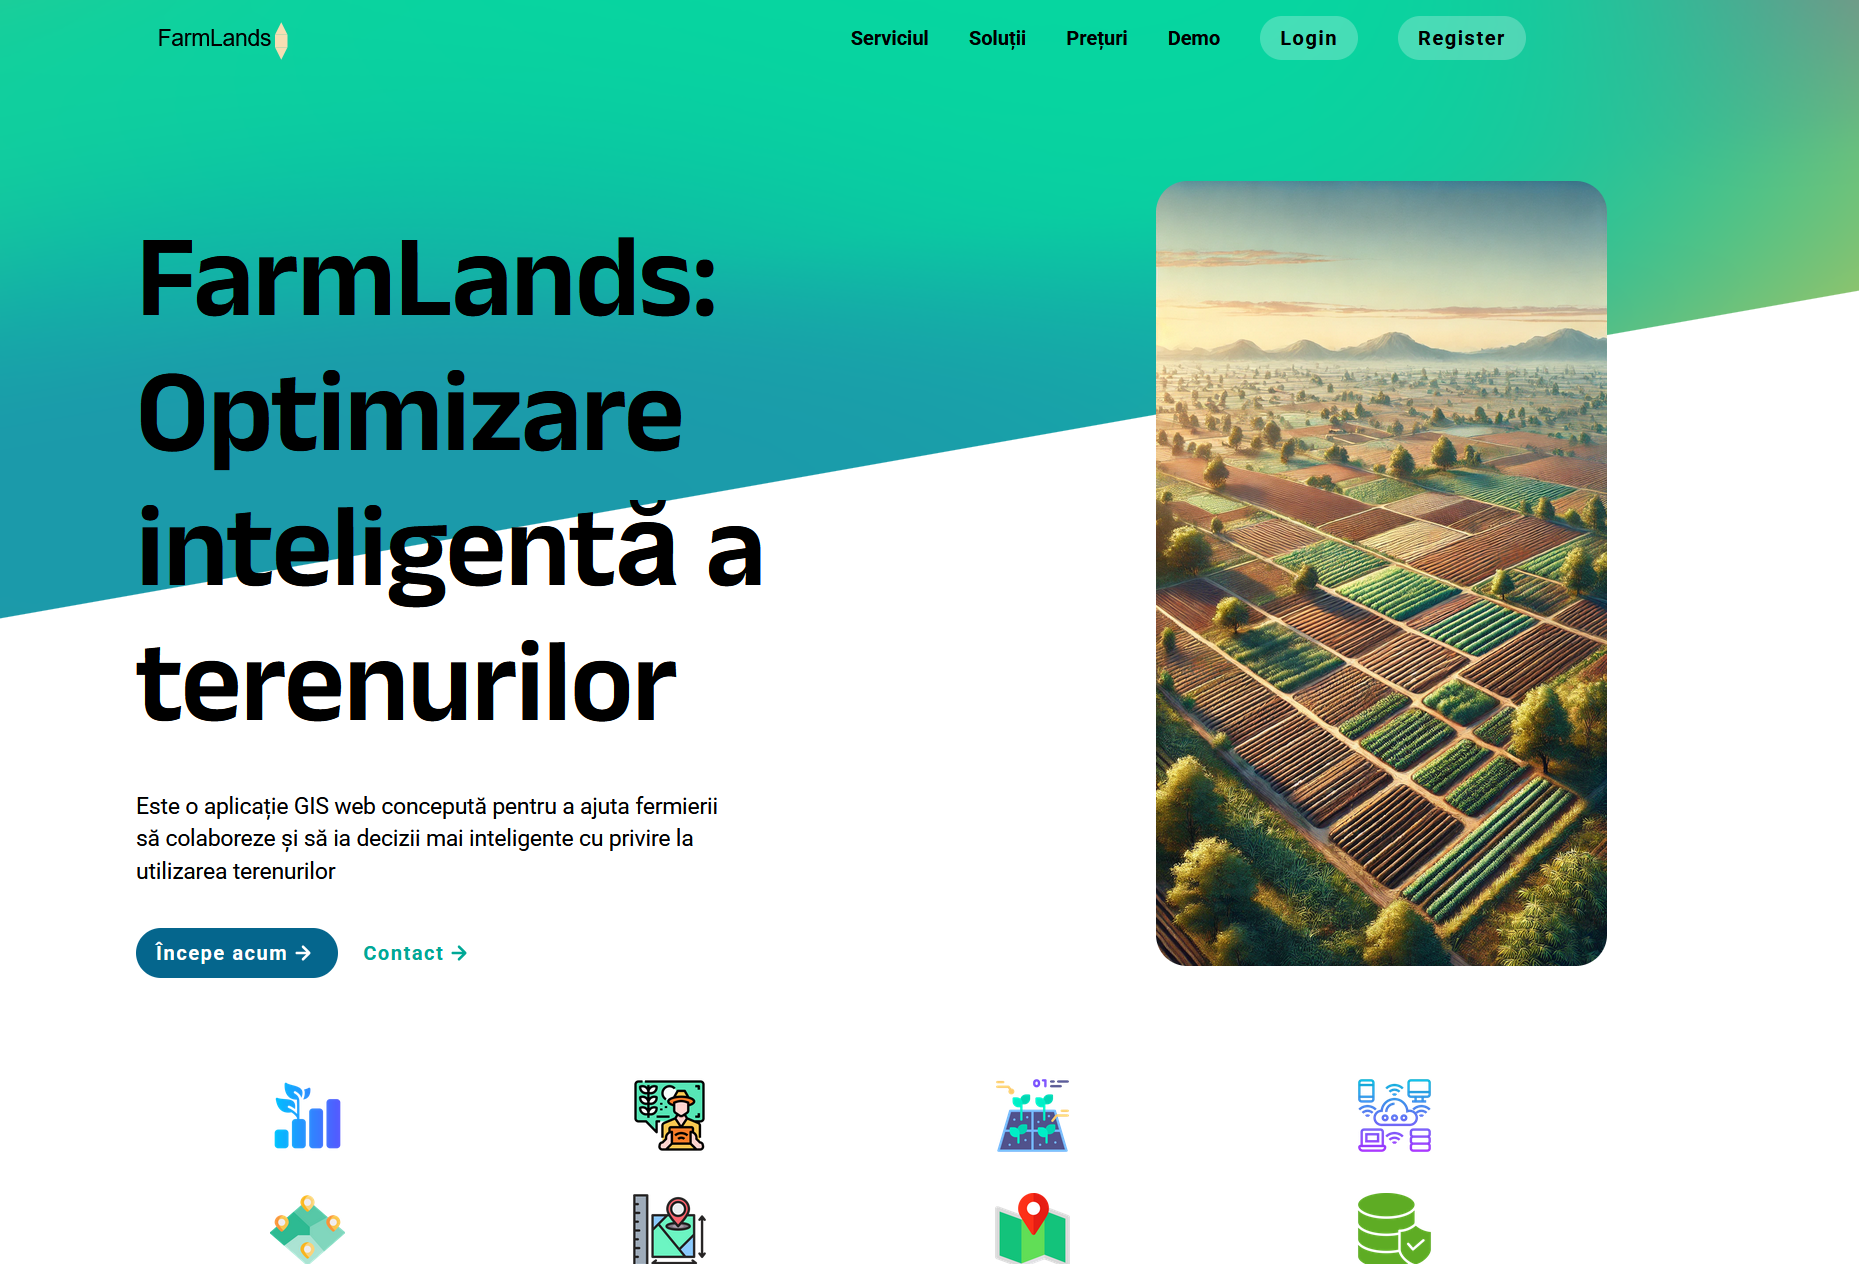 FarmLands
Serviciul Soluții Prețuri Demo Login Register
FarmLands:
Optimizare
inteligentă a
terenurilor
Este o aplicație GIS web concepută pentru a ajuta fermierii
să colaboreze și să ia decizii mai inteligente cu privire la
utilizarea terenurilor
Începe acum →
Contact →
01